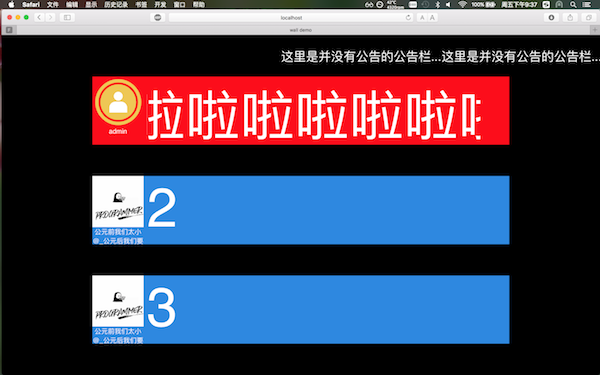 Safari 文件 编辑 显示 历史记录 书签 开发 窗口 帮助
42°C
100%
周五下午9:37
localhost
A A
wall demo
这里是并没有公告的公告栏...这里是并没有公告的公告栏...
啦啦啦啦啦
admin
2
PROGRAMMER
公元前我们太小
@_公元后我们要
3
PROGRAMMER
公元前我们太小
@_公元后我们要